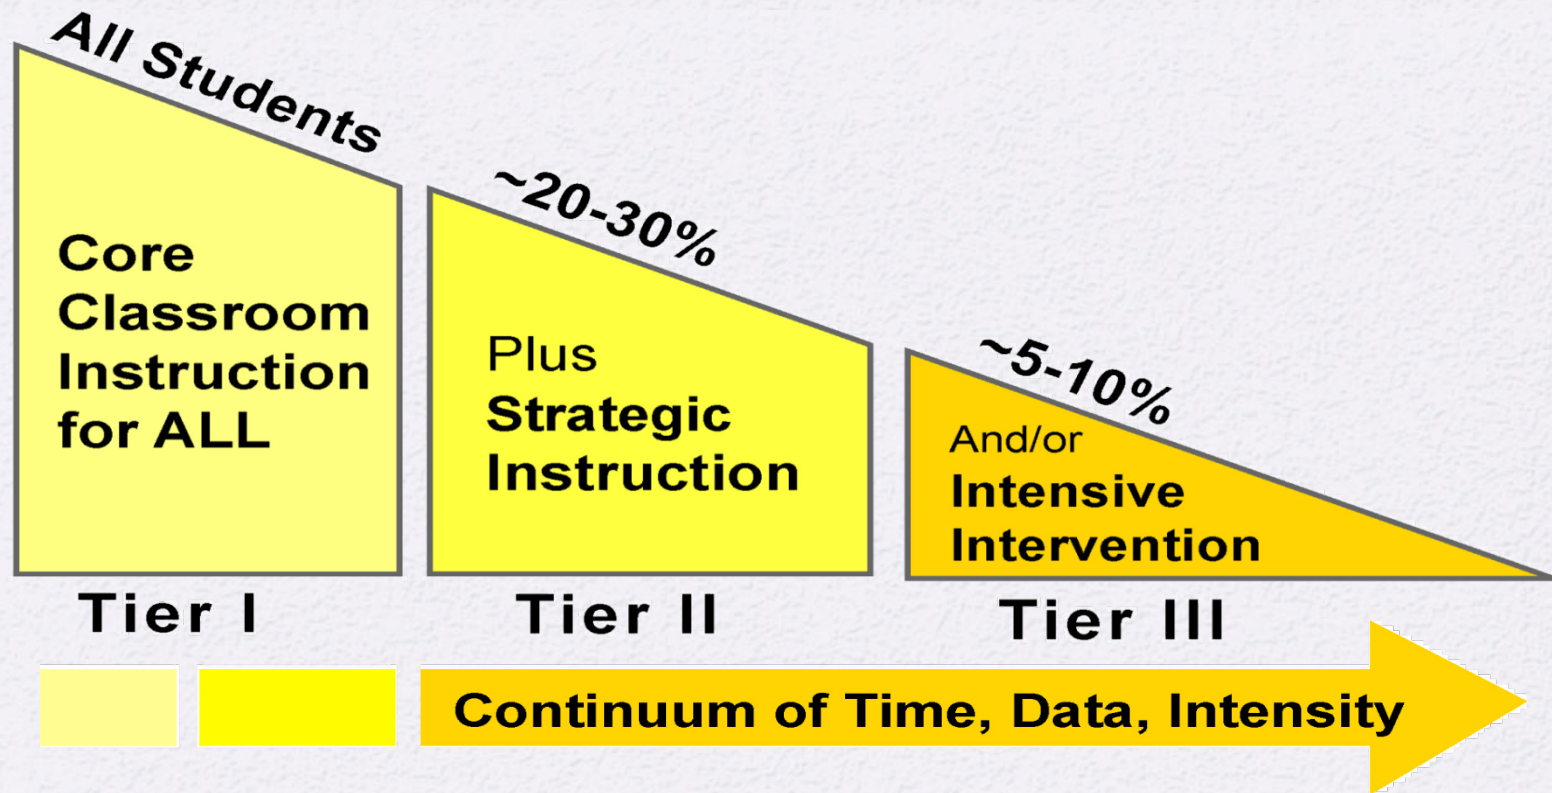 All Students
Core
Classroom
Instruction
for ALL
Tier I
~20-30%
Plus
Strategic
Instruction
Tier II
~5-10%
And/or
Intensive
Intervention
Tier III
Continuum of Time, Data, Intensity